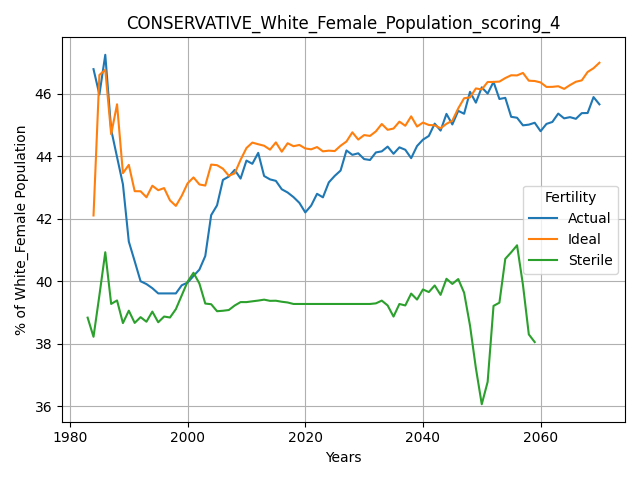 CONSERVATIVE_White_Female_Population_scoring_4
% of White_Female Population
46
44
42
40
38
36
Fertility
Actual
Ideal
Sterile
1980
2000
2020
2040
2060
Years